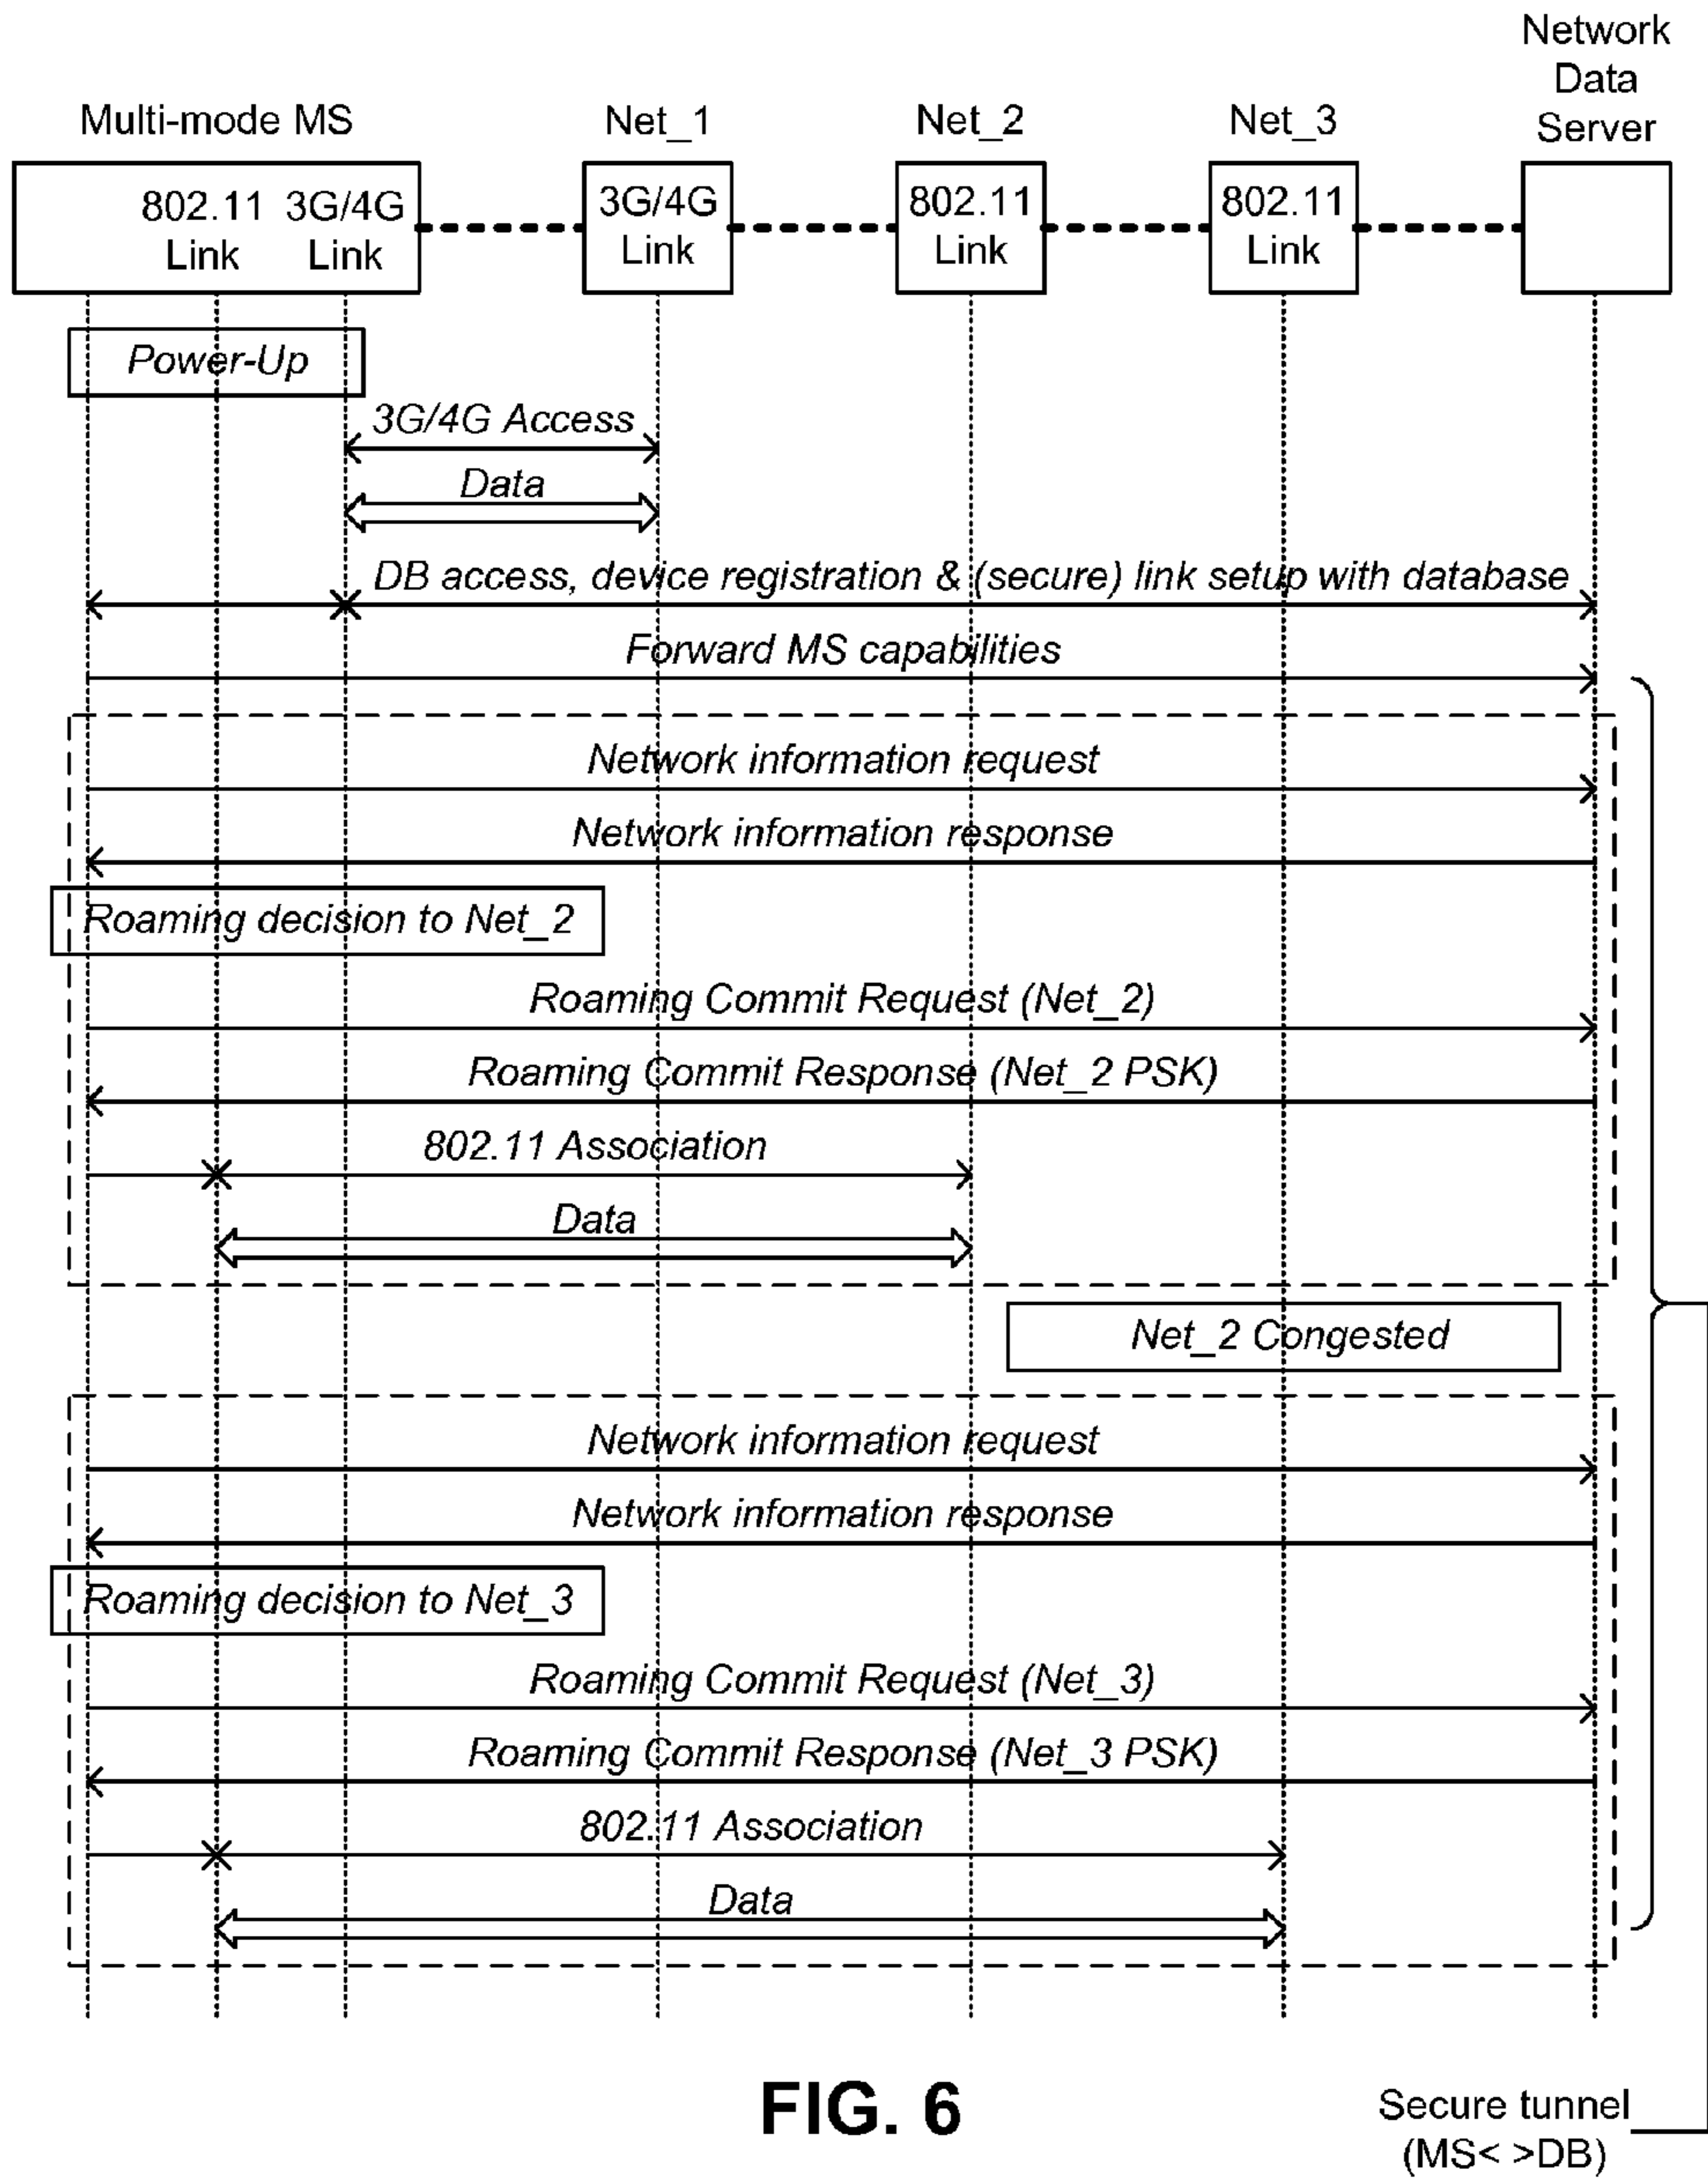 Network
Data
Server
Multi-mode MS
Net_1
Net_2
Net_3
802.11 3G/4G
Link Link
3G/4G
Link
802.11
Link
802.11
Link
Power-Up
3G/4G Access
Data
DB access, device registration & (secure) link setup with database
Forward MS capabilities
Network information request
Network information response
Roaming decision to Net_2
Roaming Commit Request (Net_2)
Roaming Commit Response (Net_2 PSK)
802.11 Association
Data
Net_2 Congested
Network information request
Network information response
Roaming decision to Net_3
Roaming Commit Request (Net_3)
Roaming Commit Response (Net_3 PSK)
802.11 Association
Data
FIG. 6
Secure tunnel
(MS< >DB)